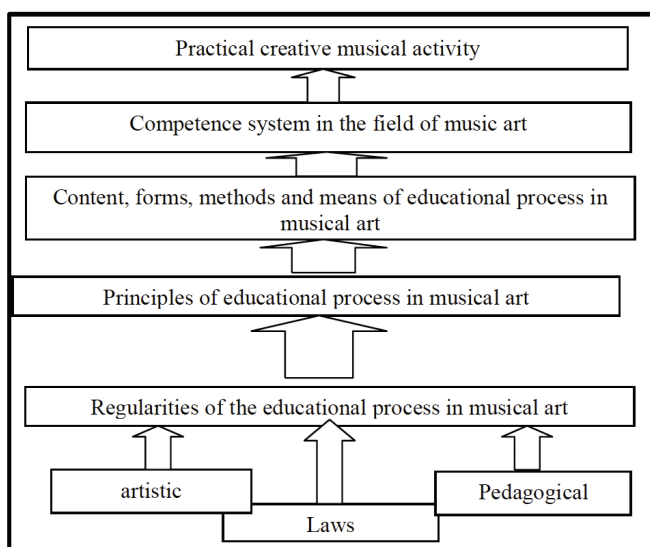 Practical creative musical activity
Competence system in the field of music art
Content, forms, methods and means of educational process in
musical art
Principles of educational process in musical art
Regularities of the educational process in musical art
artistic
Pedagogical
Laws